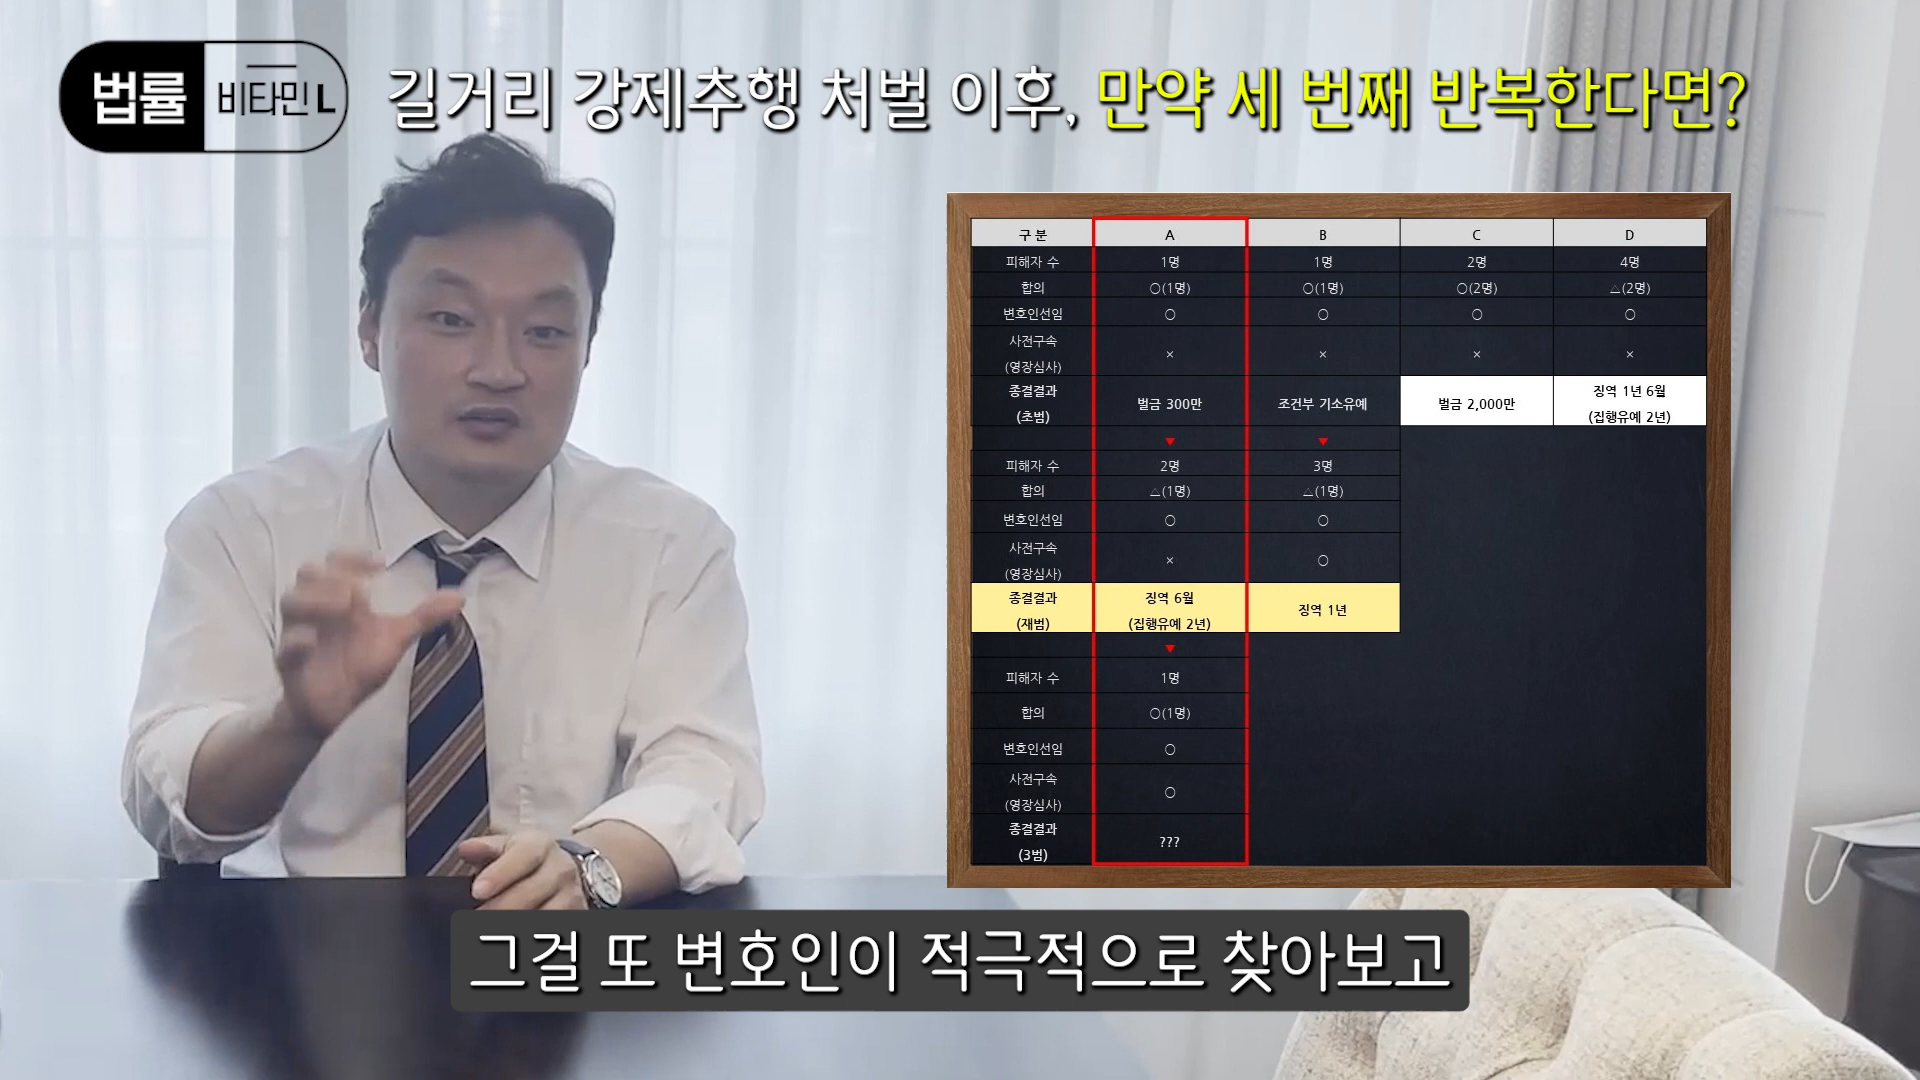 법률 비타민 L
길거리 강제추행 처벌 이후, 만약 세 번째 반복한다면?
구 분 A B C D
피해자 수 1명 1명 2명 4명
합의 ○(1명) ○(1명) ○(2명) △(2명)
변호인선임 ○ ○ ○ ○
사전구속
(영장심사) × × × ×
종결결과
(초범) 벌금 300만 조건부 기소유예 벌금 2,000만 징역 1년 6월
(집행유예 2년)
▼ ▼
피해자 수 2명 3명
합의 △(1명) △(1명)
변호인선임 ○ ○
사전구속
(영장심사) × ○
종결결과
(재범) 징역 6월
(집행유예 2년) 징역 1년
▼
피해자 수 1명
합의 ○(1명)
변호인선임 ○
사전구속
(영장심사) ○
종결결과
(3범) ???
그걸 또 변호인이 적극적으로 찾아보고